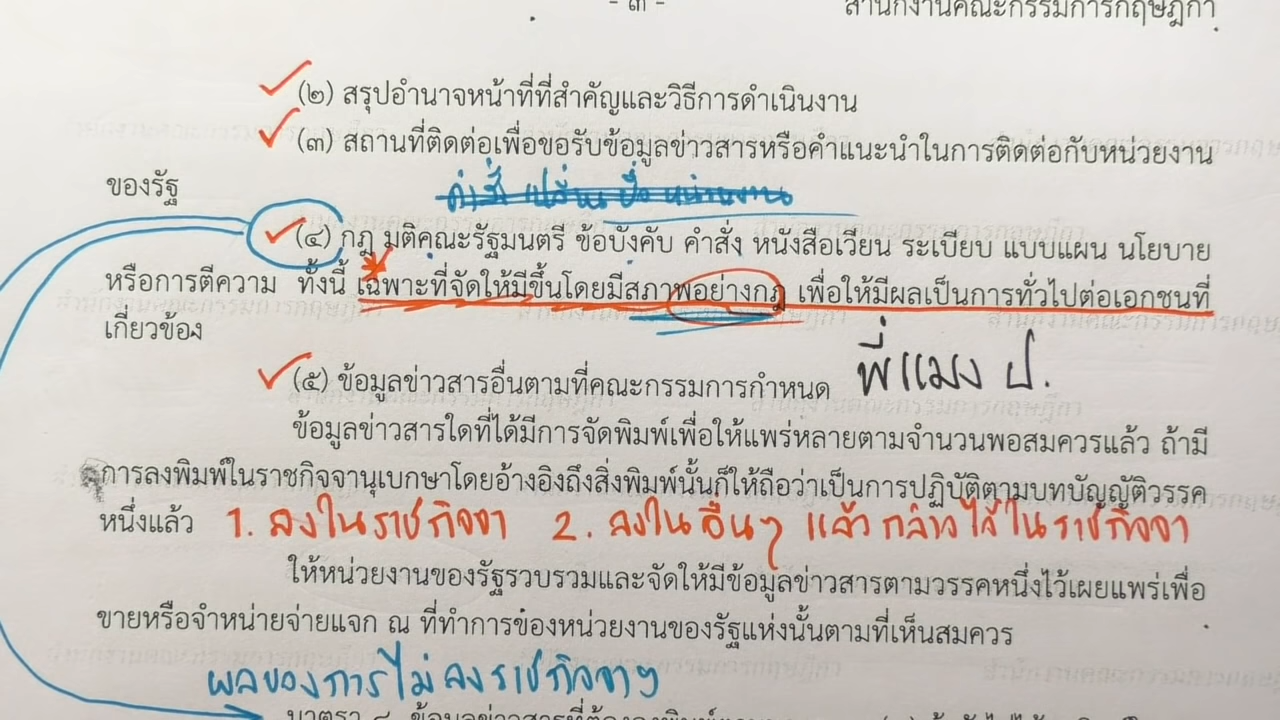 - ๓ - สำนักงานคณะกรรมการกฤษฎีกา
(๒) สรุปอำนาจหน้าที่ที่สำคัญและวิธีการดำเนินงาน
(๓) สถานที่ติดต่อเพื่อขอรับข้อมูลข่าวสารหรือคำแนะนำในการติดต่อกับหน่วยงาน
ของรัฐ
คำสั่ง เปลี่ยนชื่อ หน่วยงาน
(๔) กฎ มติคณะรัฐมนตรี ข้อบังคับ คำสั่ง หนังสือเวียน ระเบียบ แบบแผน นโยบาย
หรือการตีความ ทั้งนี้ เฉพาะที่จัดให้มีขึ้นโดยมีสภาพอย่างกฎ เพื่อให้มีผลเป็นการทั่วไปต่อเอกชนที่
เกี่ยวข้อง
(๕) ข้อมูลข่าวสารอื่นตามที่คณะกรรมการกำหนด พี่แมง ป.
ข้อมูลข่าวสารใดที่ได้มีการจัดพิมพ์เพื่อให้แพร่หลายตามจำนวนพอสมควรแล้ว ถ้ามี
การลงพิมพ์ในราชกิจจานุเบกษาโดยอ้างอิงถึงสิ่งพิมพ์นั้นก็ให้ถือว่าเป็นการปฏิบัติตามบทบัญญัติวรรค
หนึ่งแล้ว 1. ลงในราชกิจจา 2. ลงในอื่นๆ แล้วกล่าวไว้ในราชกิจจา
ให้หน่วยงานของรัฐรวบรวมและจัดให้มีข้อมูลข่าวสารตามวรรคหนึ่งไว้เผยแพร่เพื่อ
ขายหรือจำหน่ายจ่ายแจก ณ ที่ทำการของหน่วยงานของรัฐแห่งนั้นตามที่เห็นสมควร
ผลของการไม่ลงราชกิจจาฯ